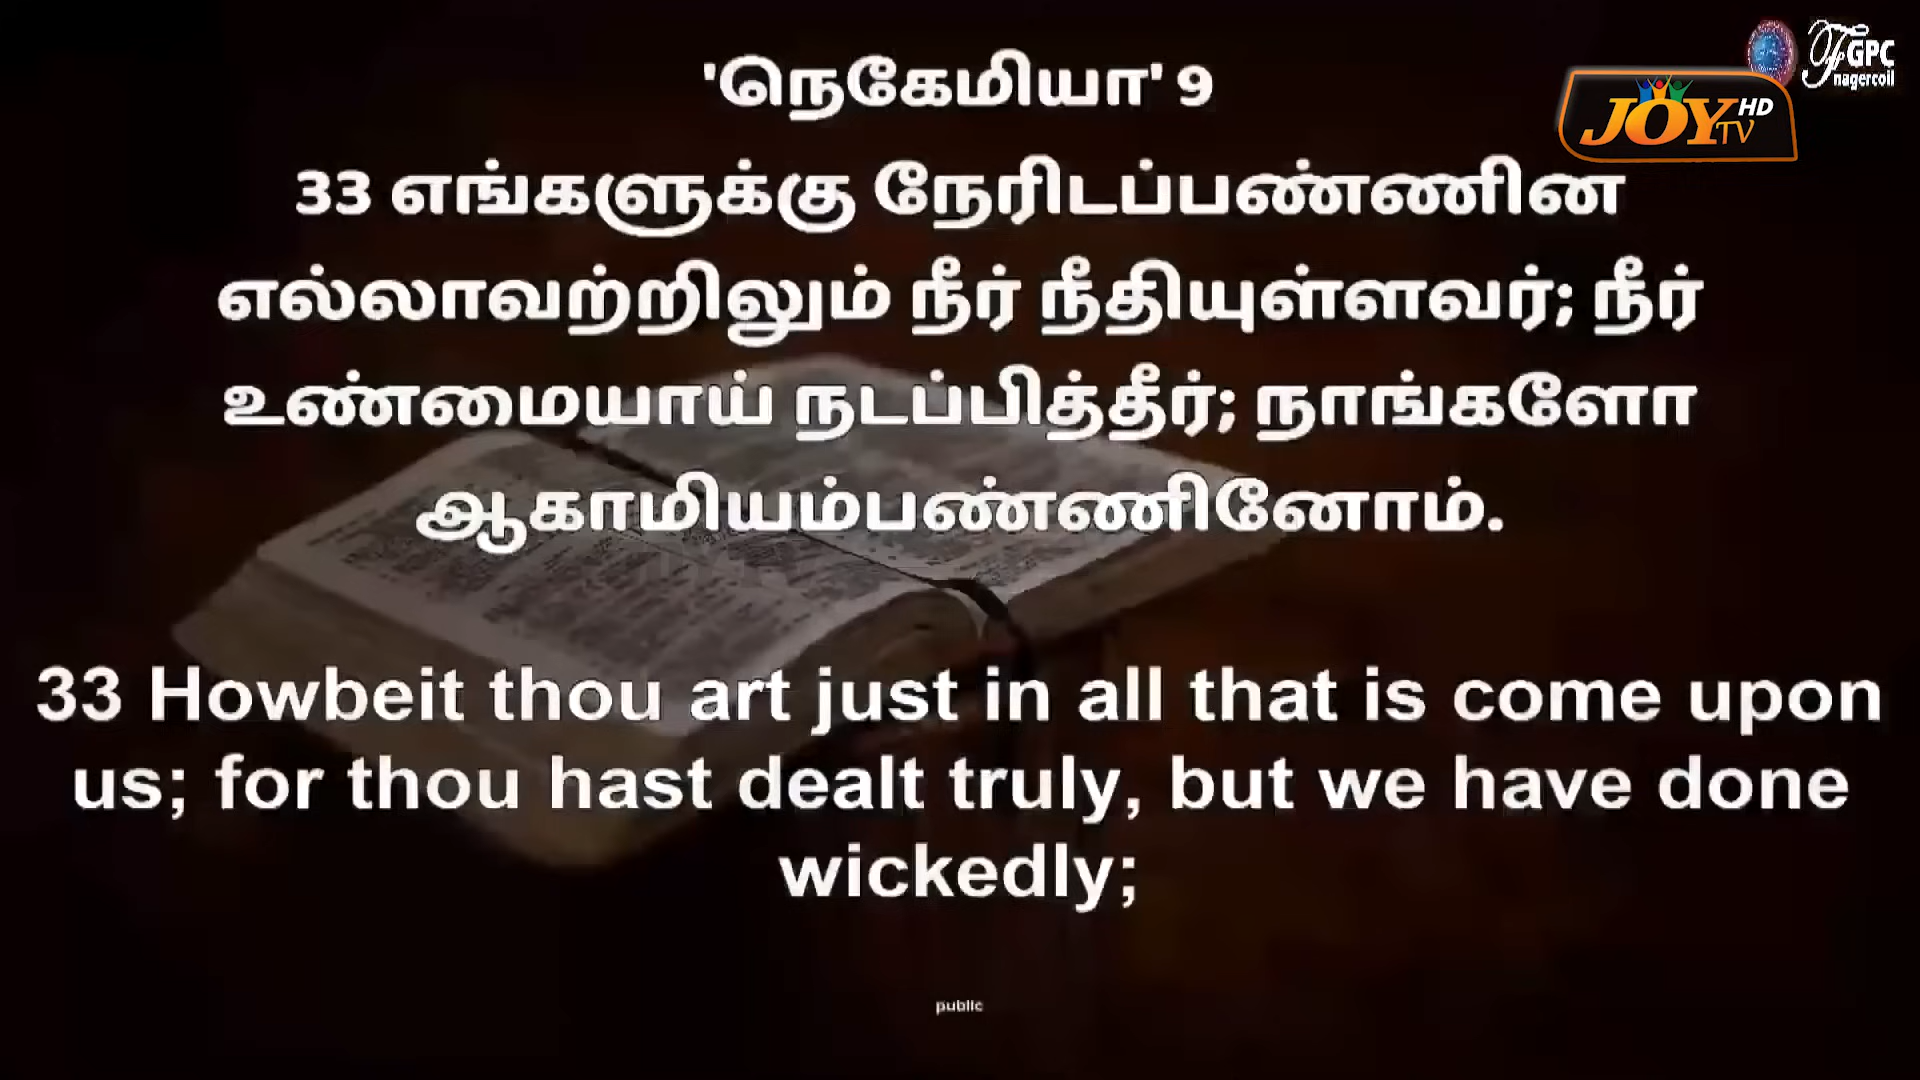 'நெகேமியா' 9
FGPC
nagercoil
JOY TV HD
33 எங்களுக்கு நேரிடப்பண்ணின
எல்லாவற்றிலும் நீர் நீதியுள்ளவர்; நீர்
உண்மையாய் நடப்பித்தீர்; நாங்களோ
ஆகாமியம்பண்ணினோம்.
33 Howbeit thou art just in all that is come upon
us; for thou hast dealt truly, but we have done
wickedly;
public